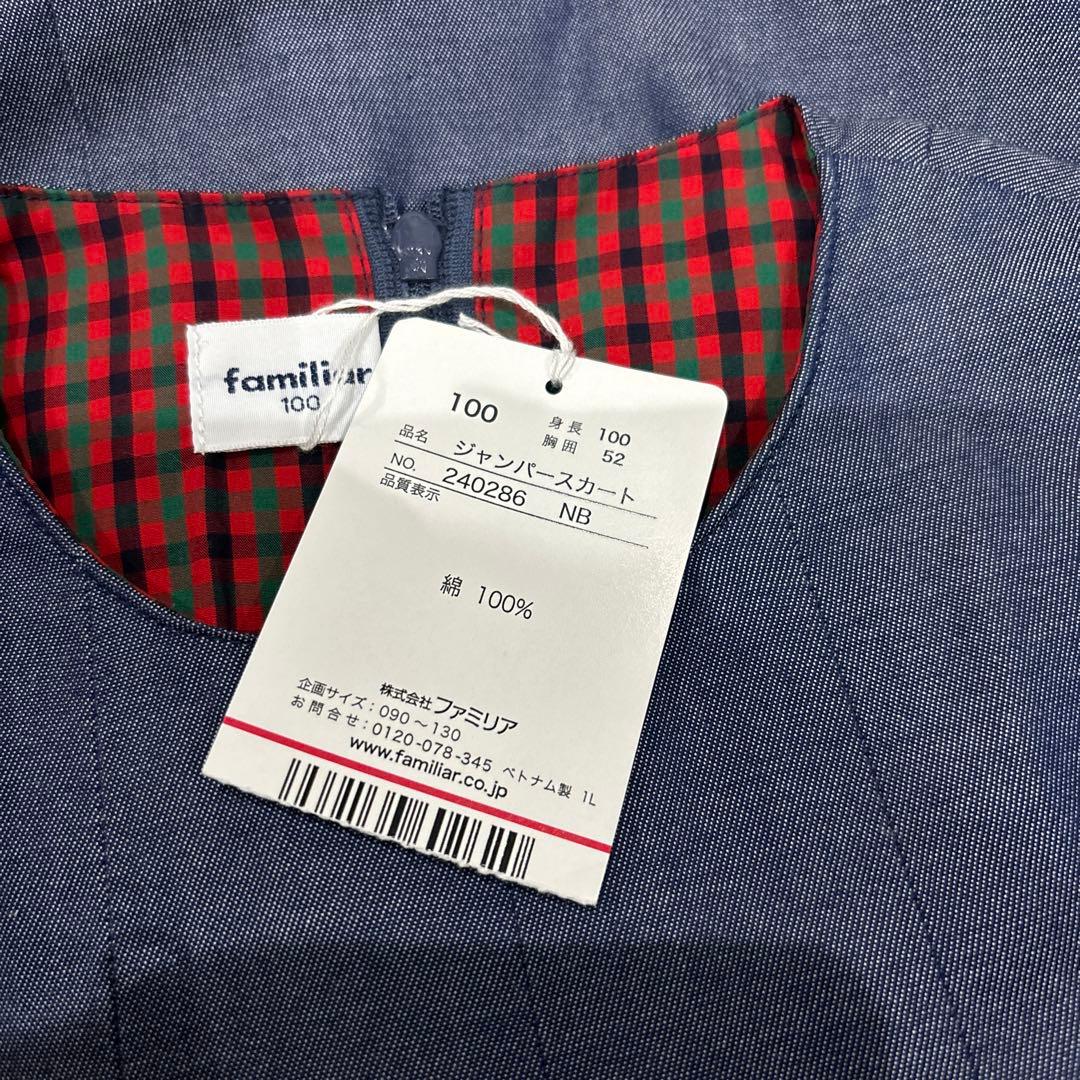 familiar
100
100
身長 100
胸囲 52
品名 ジャンパースカート
NO. 240286 NB
品質表示
綿 100%
株式会社ファミリア
企画サイズ：090～130
お問合せ：0120-078-345 ベトナム製 1L
www.familiar.co.jp